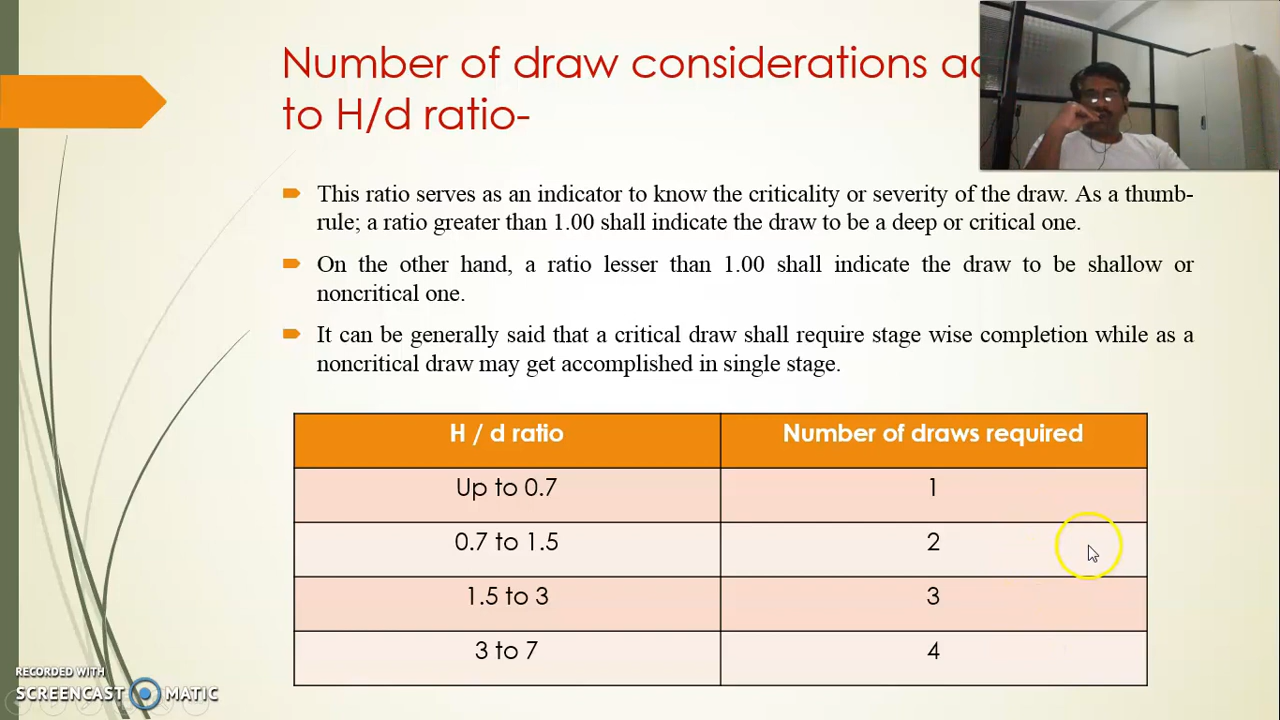 Number of draw considerations
to H/d ratio-
This ratio serves as an indicator to know the criticality or severity of the draw. As a thumb-
rule; a ratio greater than 1.00 shall indicate the draw to be a deep or critical one.
On the other hand, a ratio lesser than 1.00 shall indicate the draw to be shallow or
noncritical one.
It can be generally said that a critical draw shall require stage wise completion while as a
noncritical draw may get accomplished in single stage.
H / d ratio Number of draws required
Up to 0.7 1
0.7 to 1.5 2
1.5 to 3 3
3 to 7 4
RECORDED WITH
SCREENCAST MATIC